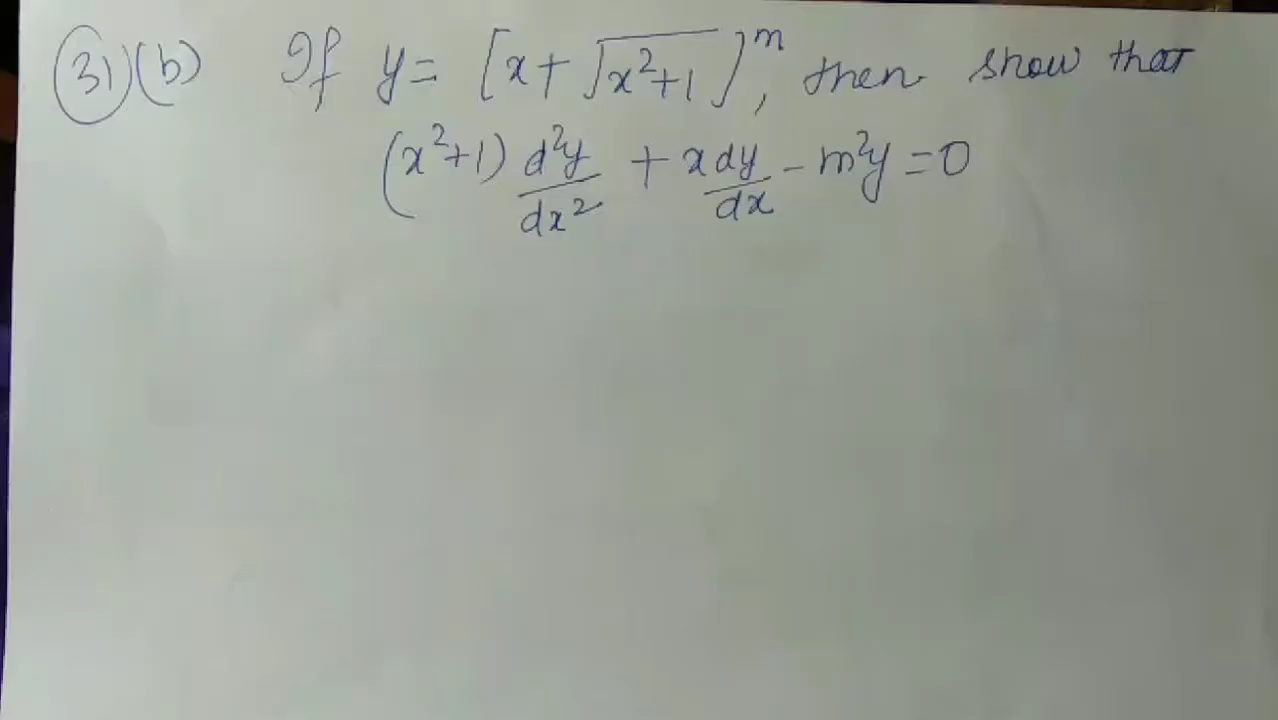 (31)(b) If y = [x + √(x²+1)]ᵐ, then show that
(x²+1) d²y/dx² + x dy/dx - m²y = 0